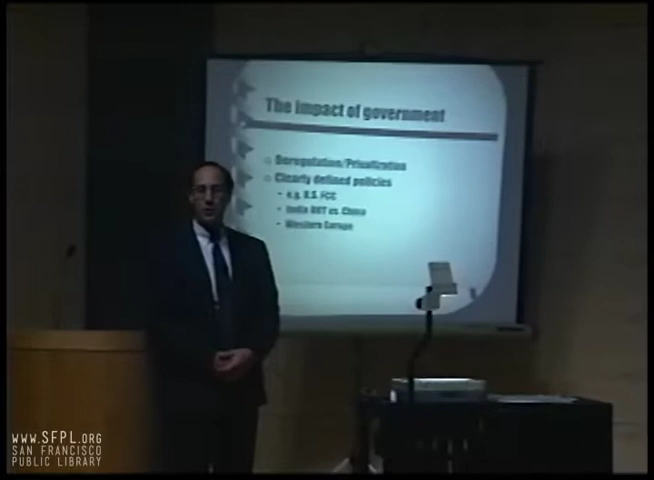 The impact of government
Deregulation/Privatization
Clearly defined policies
- e.g. U.S. FCC
- India DOT vs. China
- Western Europe
WWW.SFPL.ORG
SAN FRANCISCO
PUBLIC LIBRARY